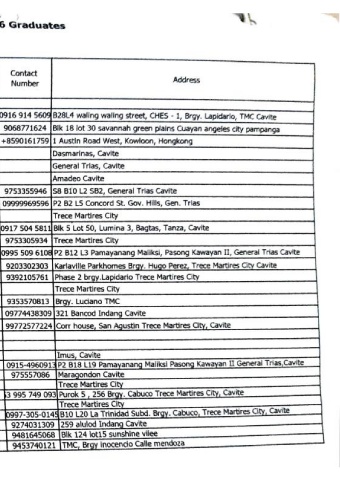 6 Graduates
Contact Number
Address
0916 914 5609 B28L4 waling waling street, CHES - 1, Brgy. Lapidario, TMC Cavite
9068771624 Blk 18 lot 30 savannah green plains Cuayan angeles city pampanga
+8590161759 1 Austin Road West, Kowloon, Hongkong
Dasmarinas, Cavite
General Trias, Cavite
Amadeo Cavite
9753355946 S8 B10 L2 SB2, General Trias Cavite
09999969596 P2 B2 L5 Concord St. Gov. Hills, Gen. Trias
Trece Martires City
0917 504 5811 Blk 5 Lot 50, Lumina 3, Bagtas, Tanza, Cavite
9753305934 Trece Martires City
0995 509 6108 P2 B12 L3 Pamayanang Maliksi, Pasong Kawayan II, General Trias Cavite
9203302303 Karlaville Parkhomes Brgy. Hugo Perez, Trece Martires City Cavite
9392105761 Phase 2 brgy.Lapidario Trece Martires City
Trece Martires City
9353570813 Brgy. Luciano TMC
09774438309 321 Bancod Indang Cavite
09772577224 Corr house, San Agustin Trece Martires City, Cavite
Imus, Cavite
0915-4960913 P2 B18 L19 Pamayanang Maliksi Pasong Kawayan II General Trias,Cavite
975557086 Maragondon Cavite
Trece Martires City
63 995 749 093 Purok 5 , 256 Brgy. Cabuco Trece Martires City, Cavite
Trece Martires City
0997-305-0145 B10 L20 La Trinidad Subd. Brgy. Cabuco, Trece Martires City, Cavite
9274031309 259 alulod Indang Cavite
9481645068 Blk 124 lot15 sunshine vilee
9453740121 TMC, Brgy inocencio Calle mendoza